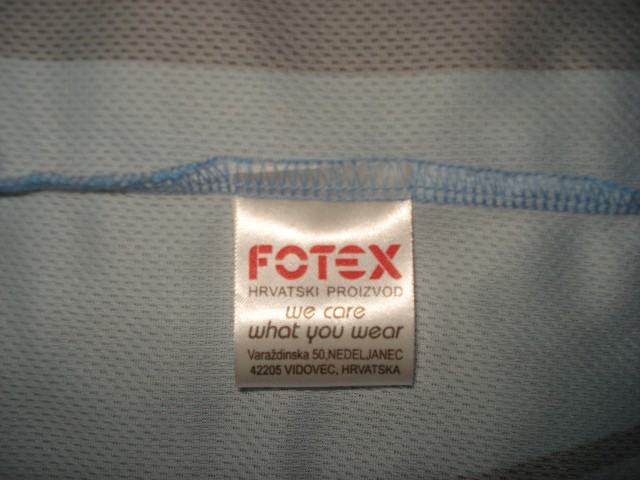 FOTEX
HRVATSKI PROIZVOD
we care
what you wear
Varaždinska 50,NEDELJANEC
42205 VIDOVEC, HRVATSKA